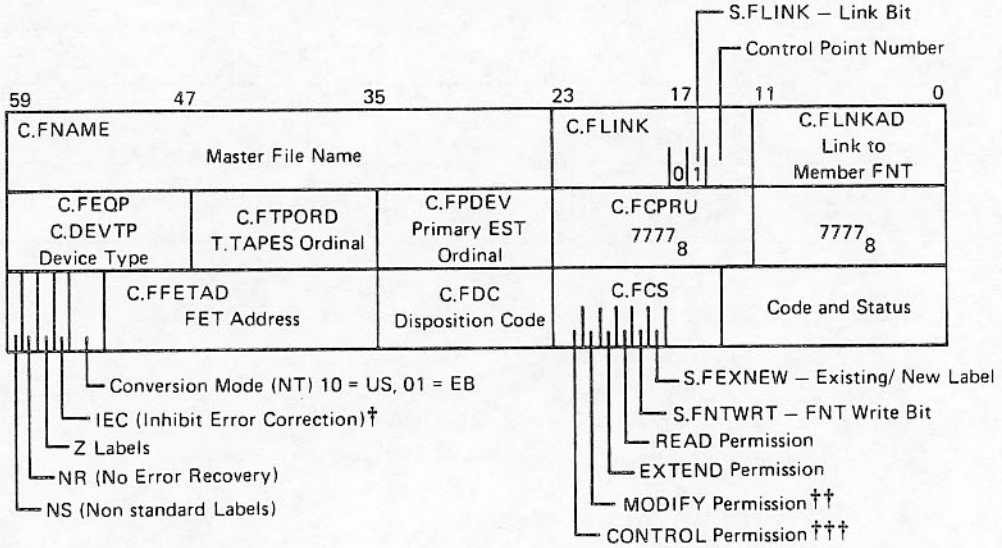 S.FLINK – Link Bit
Control Point Number
59 47 35 23 17 11 0
C.FNAME
Master File Name
C.FLINK
0 1
C.FLNKAD
Link to
Member FNT
C.FEQP
C.DEVTP
Device Type
C.FTPORD
T.TAPES Ordinal
C.FPDEV
Primary EST
Ordinal
C.FCPRU
7777₈
7777₈
C.FFETAD
FET Address
C.FDC
Disposition Code
C.FCS
Code and Status
Conversion Mode (NT) 10 = US, 01 = EB
IEC (Inhibit Error Correction)†
Z Labels
NR (No Error Recovery)
NS (Non standard Labels)
S.FEXNEW – Existing/ New Label
S.FNTWRT – FNT Write Bit
READ Permission
EXTEND Permission
MODIFY Permission††
CONTROL Permission†††